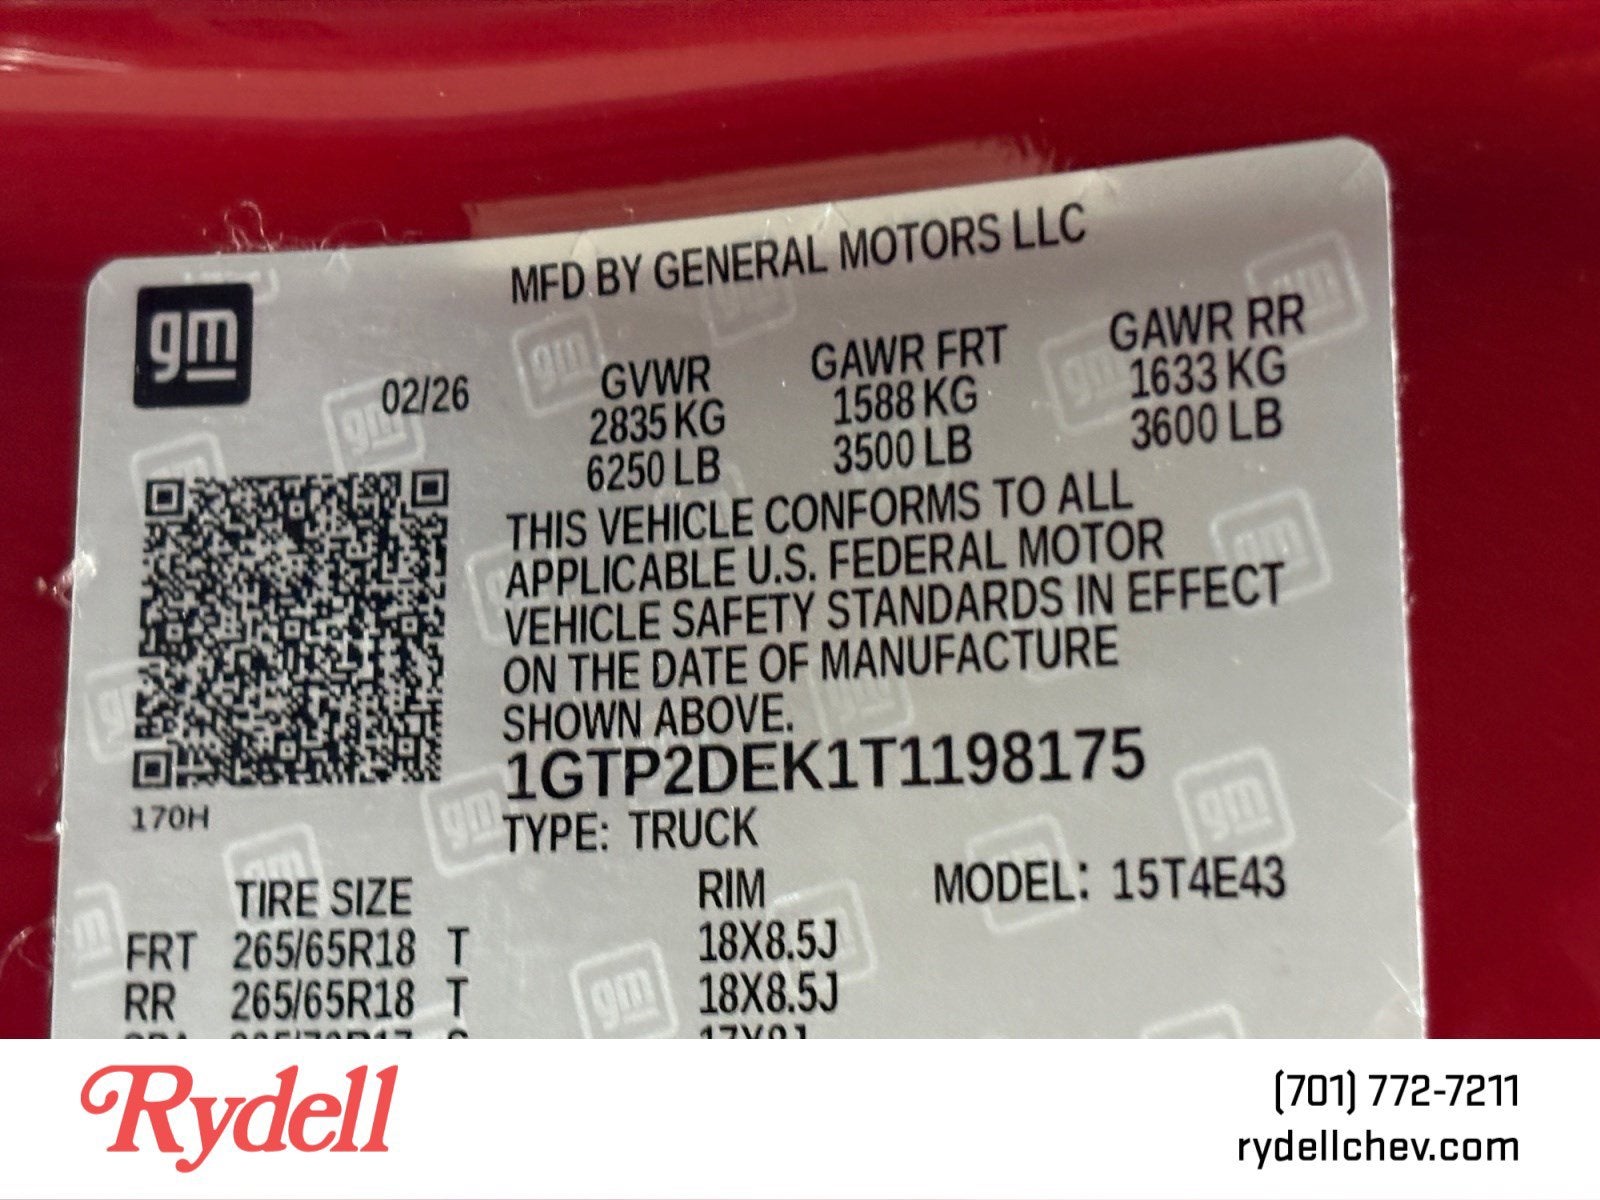 MFD BY GENERAL MOTORS LLC
gm
02/26
GVWR GAWR FRT GAWR RR
2835 KG 1588 KG 1633 KG
6250 LB 3500 LB 3600 LB
THIS VEHICLE CONFORMS TO ALL
APPLICABLE U.S. FEDERAL MOTOR
VEHICLE SAFETY STANDARDS IN EFFECT
ON THE DATE OF MANUFACTURE
SHOWN ABOVE.
1GTP2DEK1T1198175
170H
TYPE: TRUCK
MODEL: 15T4E43
TIRE SIZE RIM
FRT 265/65R18 T 18X8.5J
RR 265/65R18 T 18X8.5J
Rydell
(701) 772-7211
rydellchev.com